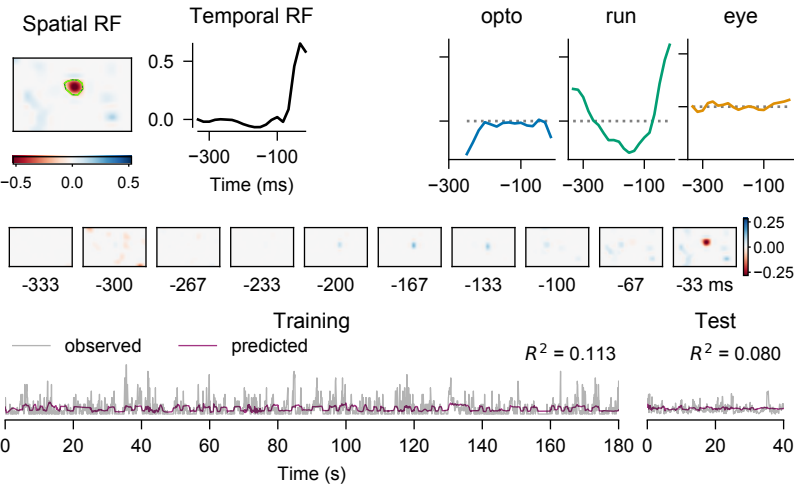 Spatial RF
Temporal RF
opto
run
eye
0.5
0.0
−0.5
0.0
0.5
−300
−100
Time (ms)
−300
−100
−300
−100
−300
−100
-333
-300
-267
-233
-200
-167
-133
-100
-67
-33 ms
0.25
0.00
−0.25
Training
Test
observed
predicted
R² = 0.113
R² = 0.080
0
20
40
60
80
100
120
140
160
180
0
20
40
Time (s)